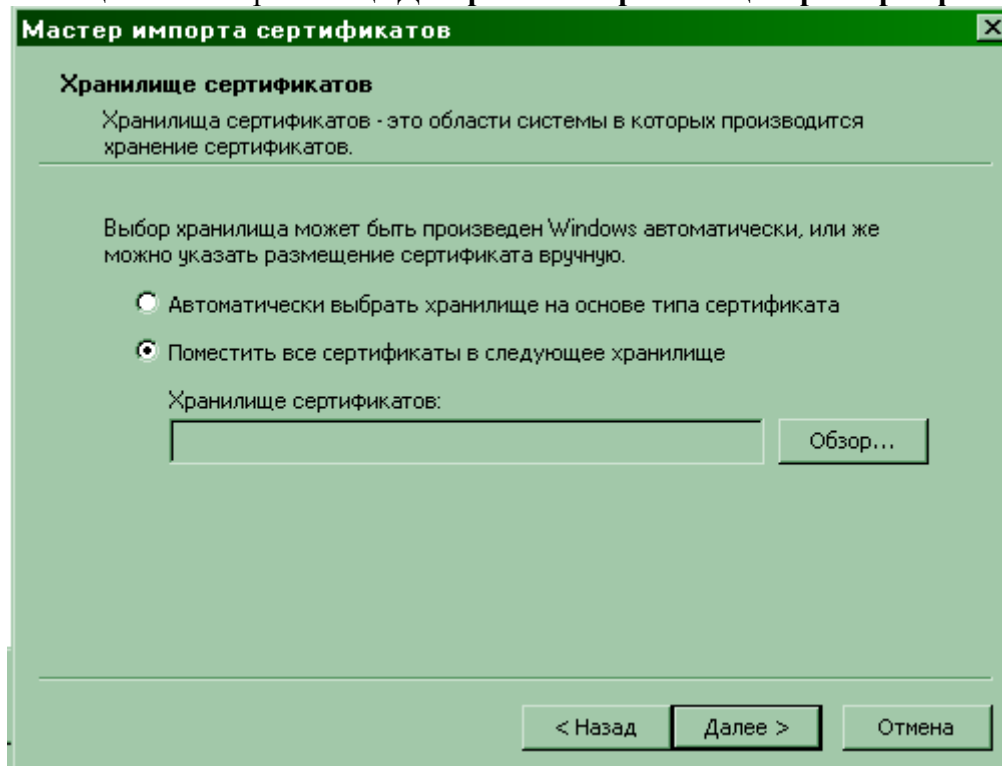 Мастер импорта сертификатов
Хранилище сертификатов
Хранилища сертификатов - это области системы в которых производится
хранение сертификатов.
Выбор хранилища может быть произведен Windows автоматически, или же
можно указать размещение сертификата вручную.
Автоматически выбрать хранилище на основе типа сертификата
Поместить все сертификаты в следующее хранилище
Хранилище сертификатов:
Обзор...
< Назад Далее > Отмена